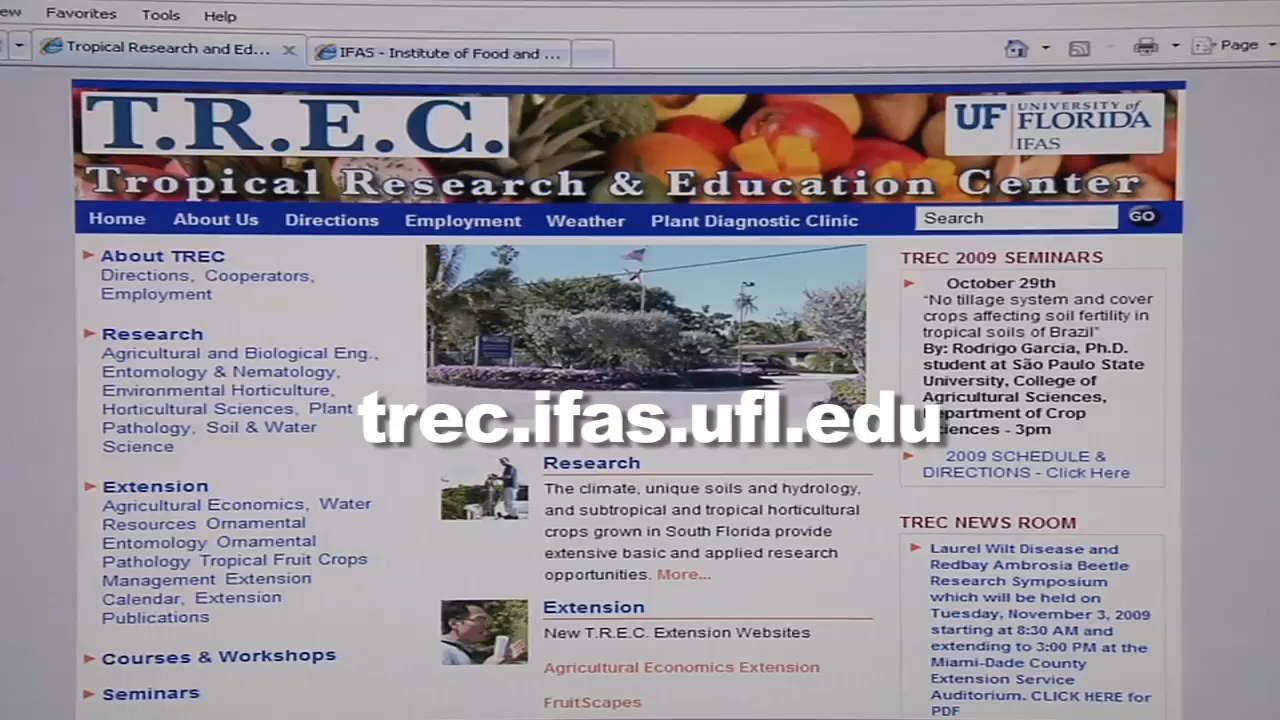 Favorites Tools Help
Tropical Research and Ed...
IFAS - Institute of Food and ...
Page
T.R.E.C.
UF UNIVERSITY of FLORIDA
IFAS
Tropical Research & Education Center
Home About Us Directions Employment Weather Plant Diagnostic Clinic Search GO
About TREC
Directions, Cooperators,
Employment
Research
Agricultural and Biological Eng.,
Entomology & Nematology,
Environmental Horticulture,
Horticultural Sciences, Plant
Pathology, Soil & Water
Science
Extension
Agricultural Economics, Water
Resources Ornamental
Entomology Ornamental
Pathology Tropical Fruit Crops
Management Extension
Calendar, Extension
Publications
Courses & Workshops
Seminars
trec.ifas.ufl.edu
Research
The climate, unique soils and hydrology,
and subtropical and tropical horticultural
crops grown in South Florida provide
extensive basic and applied research
opportunities. More...
Extension
New T.R.E.C. Extension Websites
Agricultural Economics Extension
FruitScapes
TREC 2009 SEMINARS
October 29th
"No tillage system and cover
crops affecting soil fertility in
tropical soils of Brazil"
By: Rodrigo Garcia, Ph.D.
student at São Paulo State
University, College of
Agricultural Sciences,
epartment of Crop
iences - 3pm
2009 SCHEDULE &
DIRECTIONS - Click Here
TREC NEWS ROOM
Laurel Wilt Disease and
Redbay Ambrosia Beetle
Research Symposium
which will be held on
Tuesday, November 3, 2009
starting at 8:30 AM and
extending to 3:00 PM at the
Miami-Dade County
Extension Service
Auditorium. CLICK HERE for
PDF